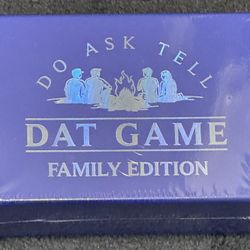 DO ASK TELL
DAT GAME
FAMILY EDITION